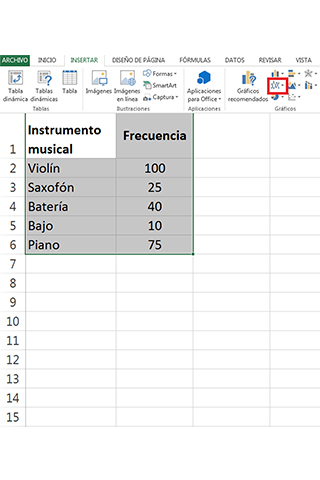 ARCHIVO INICIO INSERTAR DISEÑO DE PÁGINA FÓRMULAS DATOS REVISAR VISTA
Tabla dinámica
Tablas dinámicas
Tabla
Imágenes
Imágenes en línea
Formas
SmartArt
Captura
Aplicaciones para Office
Gráficos recomendados
Tablas Ilustraciones Aplicaciones Gráficos
1 Instrumento musical Frecuencia
2 Violín 100
3 Saxofón 25
4 Batería 40
5 Bajo 10
6 Piano 75
7
8
9
10
11
12
13
14
15